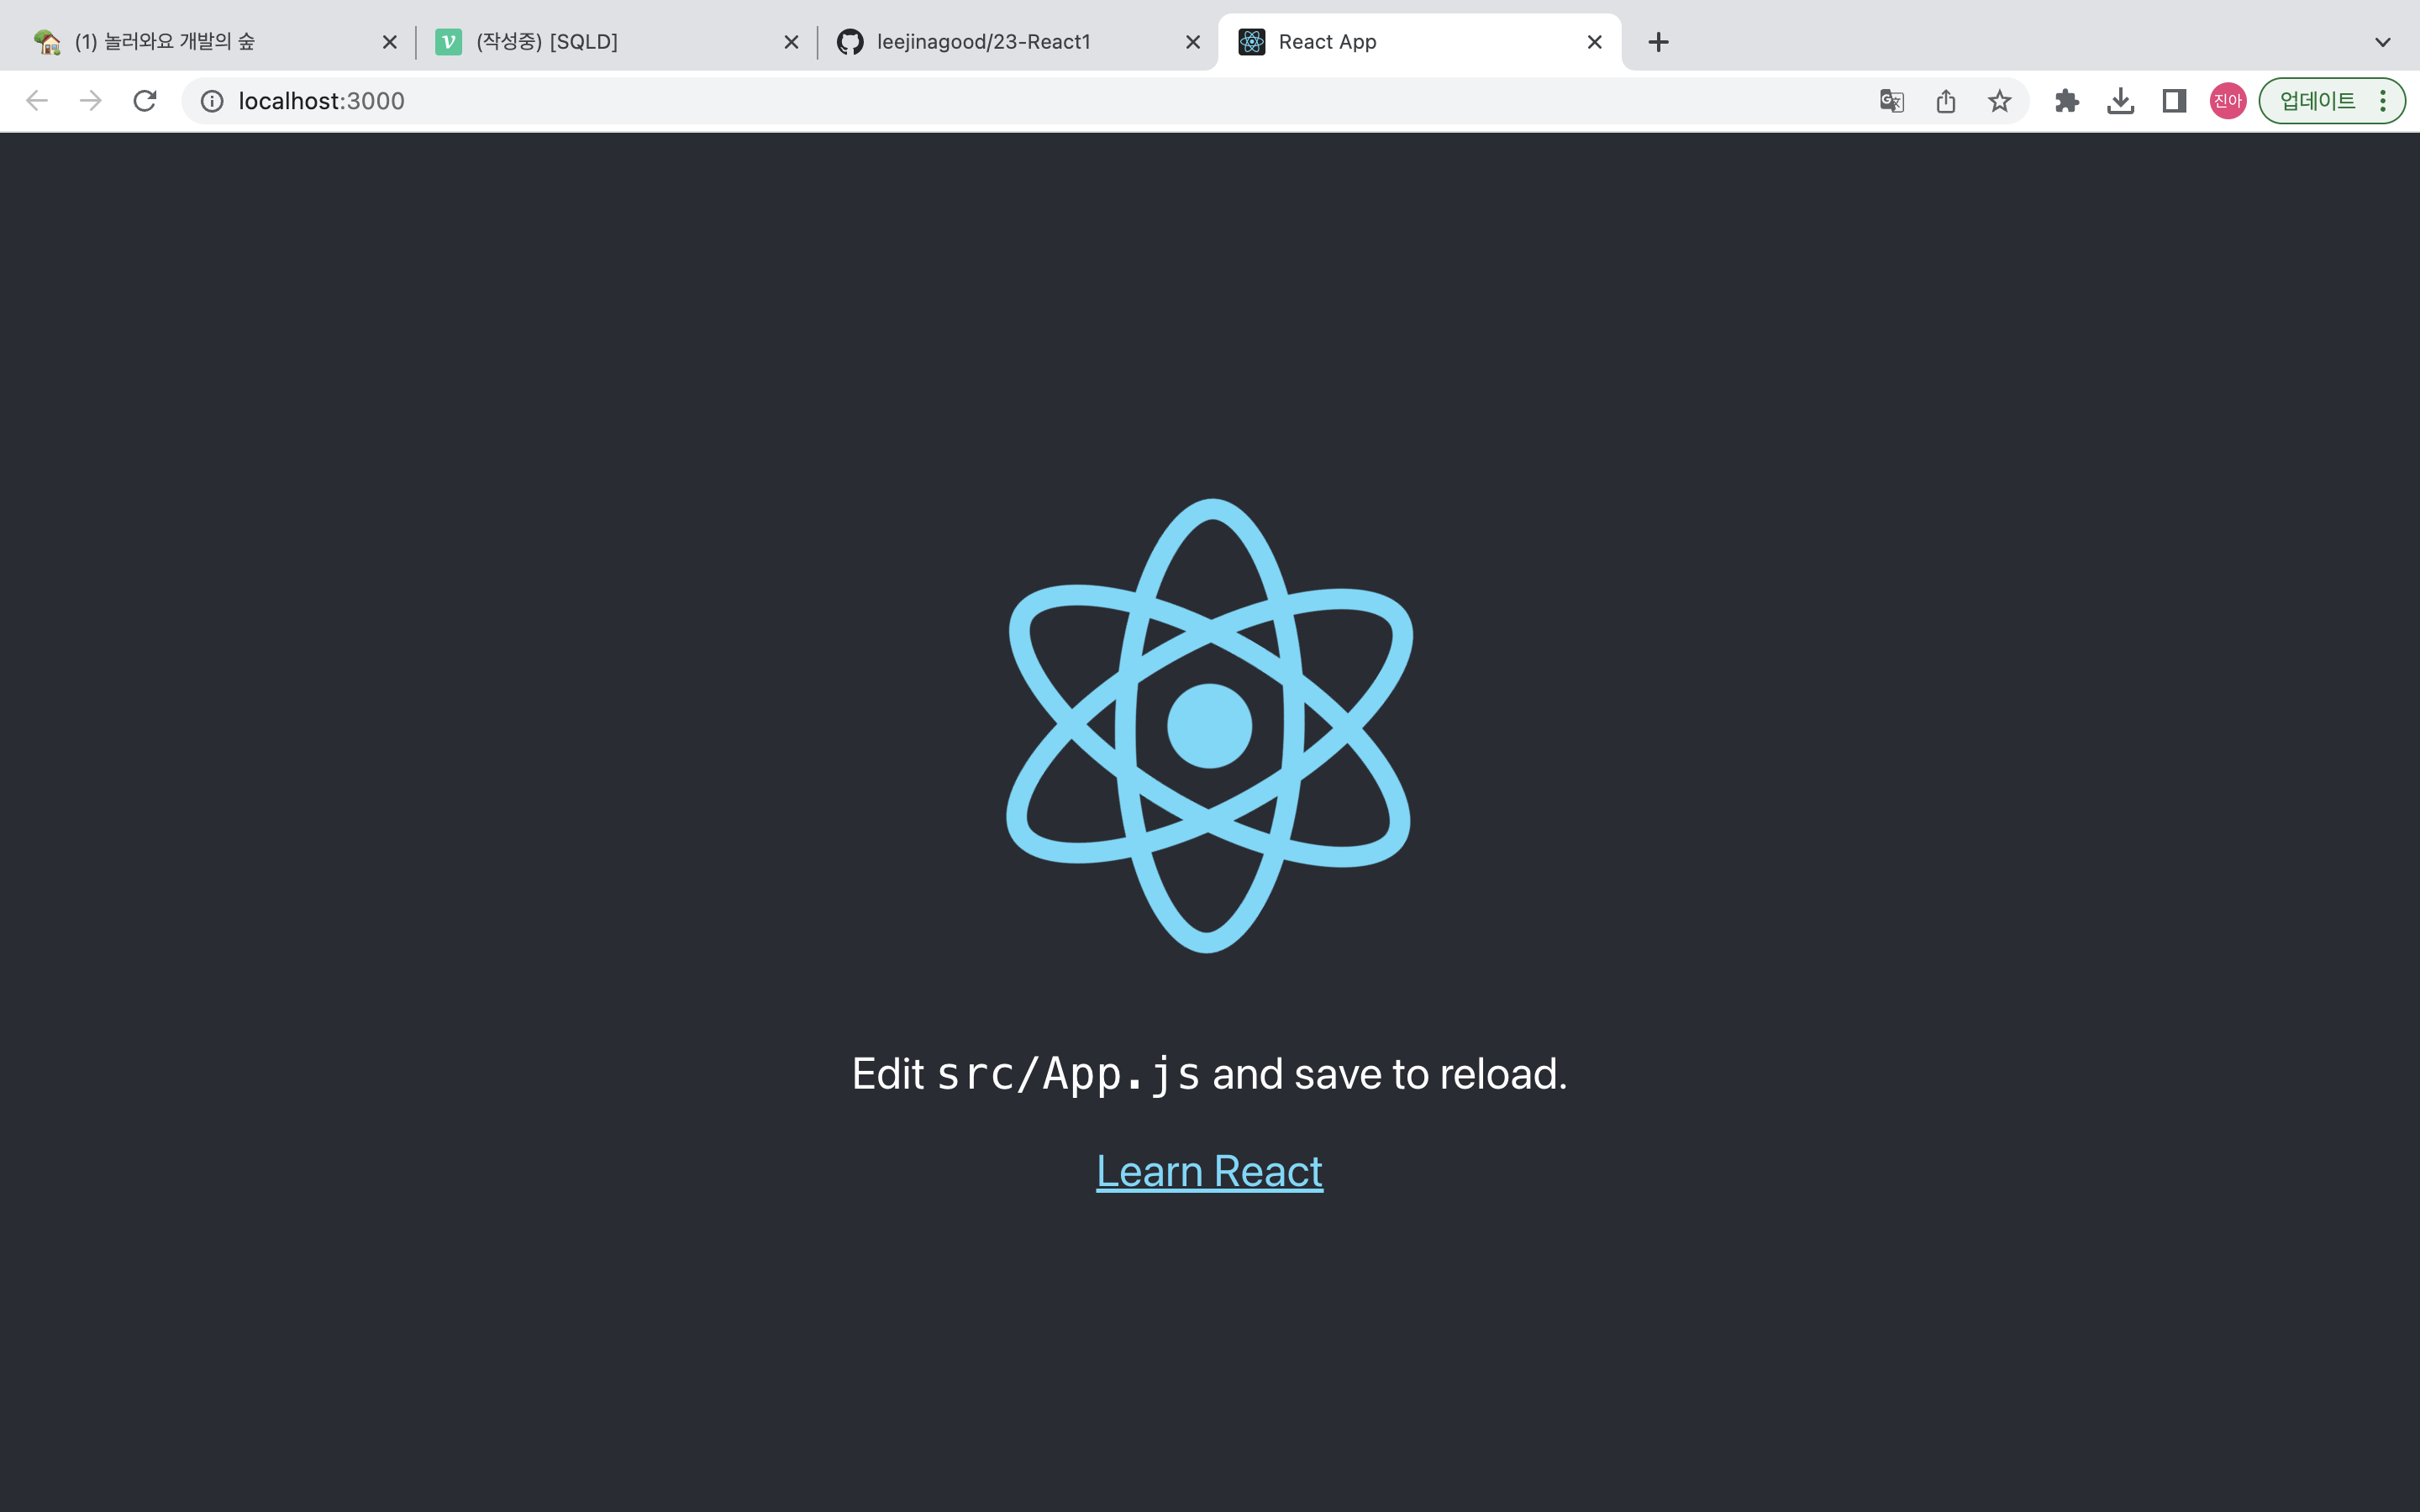 (1) 놀러와요 개발의 숲
(작성중) [SQLD]
leejinagood/23-React1
React App
localhost:3000
진아
업데이트
Edit src/App.js and save to reload.
Learn React